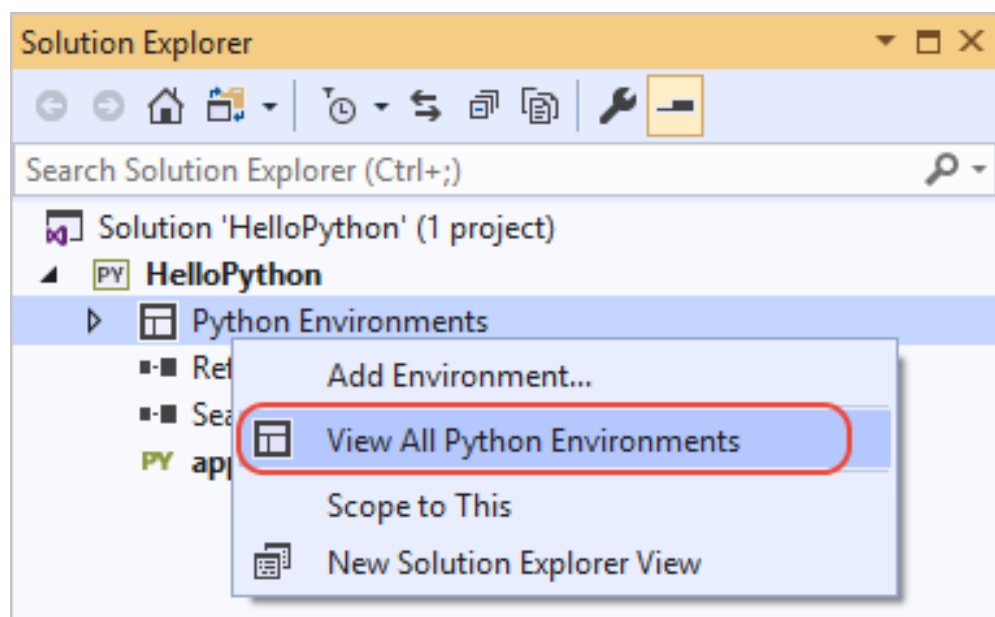 Solution Explorer
Search Solution Explorer (Ctrl+;)
Solution 'HelloPython' (1 project)
PY HelloPython
Python Environments
Add Environment...
View All Python Environments
PY
Scope to This
New Solution Explorer View